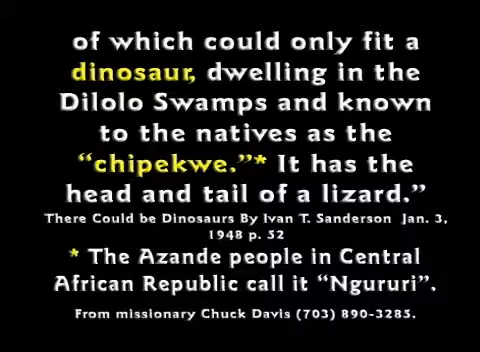 of which could only fit a
dinosaur, dwelling in the
Dilolo Swamps and known
to the natives as the
“chipekwe.”* It has the
head and tail of a lizard.”
There Could be Dinosaurs By Ivan T. Sanderson Jan. 3,
1948 p. 52
* The Azande people in Central
African Republic call it “Ngururi”.
From missionary Chuck Davis (703) 890-3285.